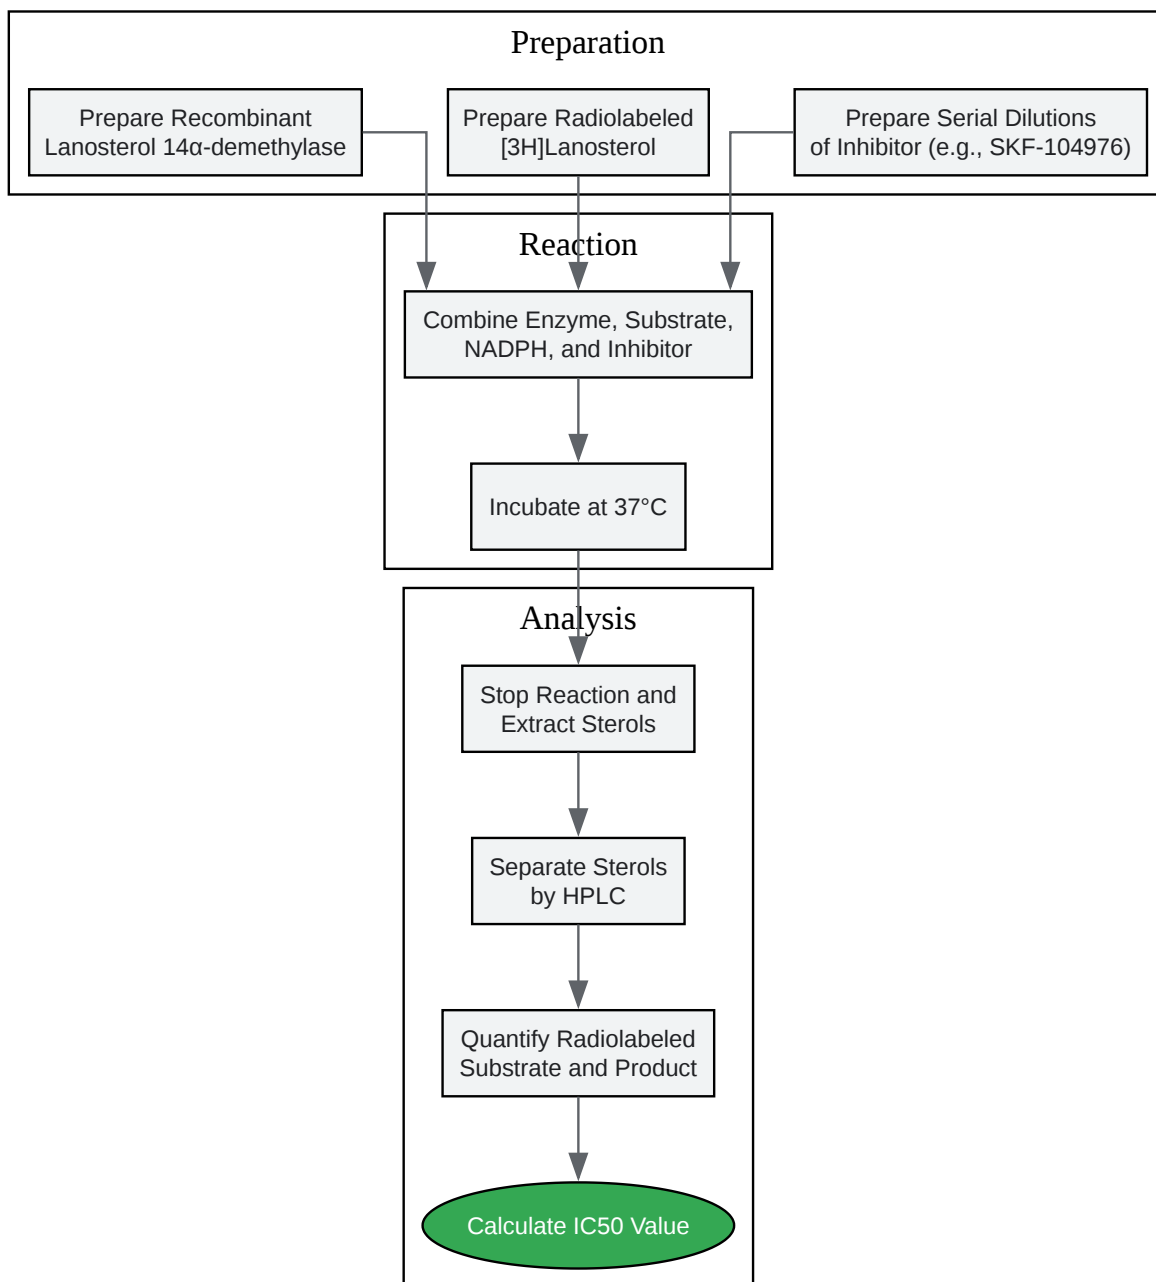 Preparation
Prepare Recombinant
Lanosterol 14α-demethylase
Prepare Radiolabeled
[3H]Lanosterol
Prepare Serial Dilutions
of Inhibitor (e.g., SKF-104976)
Reaction
Combine Enzyme, Substrate,
NADPH, and Inhibitor
Incubate at 37°C
Analysis
Stop Reaction and
Extract Sterols
Separate Sterols
by HPLC
Quantify Radiolabeled
Substrate and Product
Calculate IC50 Value